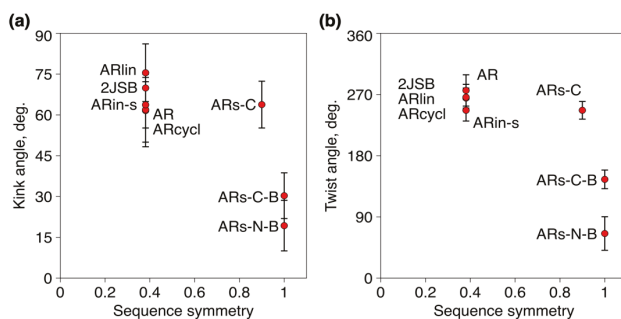 (a)
90
75
60
45
30
15
0
Kink angle, deg.
ARlin
2JSB
ARin-s
AR
ARcycl
ARs-C
ARs-C-B
ARs-N-B
0 0.2 0.4 0.6 0.8 1
Sequence symmetry
(b)
360
270
180
90
0
Twist angle, deg.
AR
2JSB
ARlin
ARcycl
ARin-s
ARs-C
ARs-C-B
ARs-N-B
0 0.2 0.4 0.6 0.8 1
Sequence symmetry